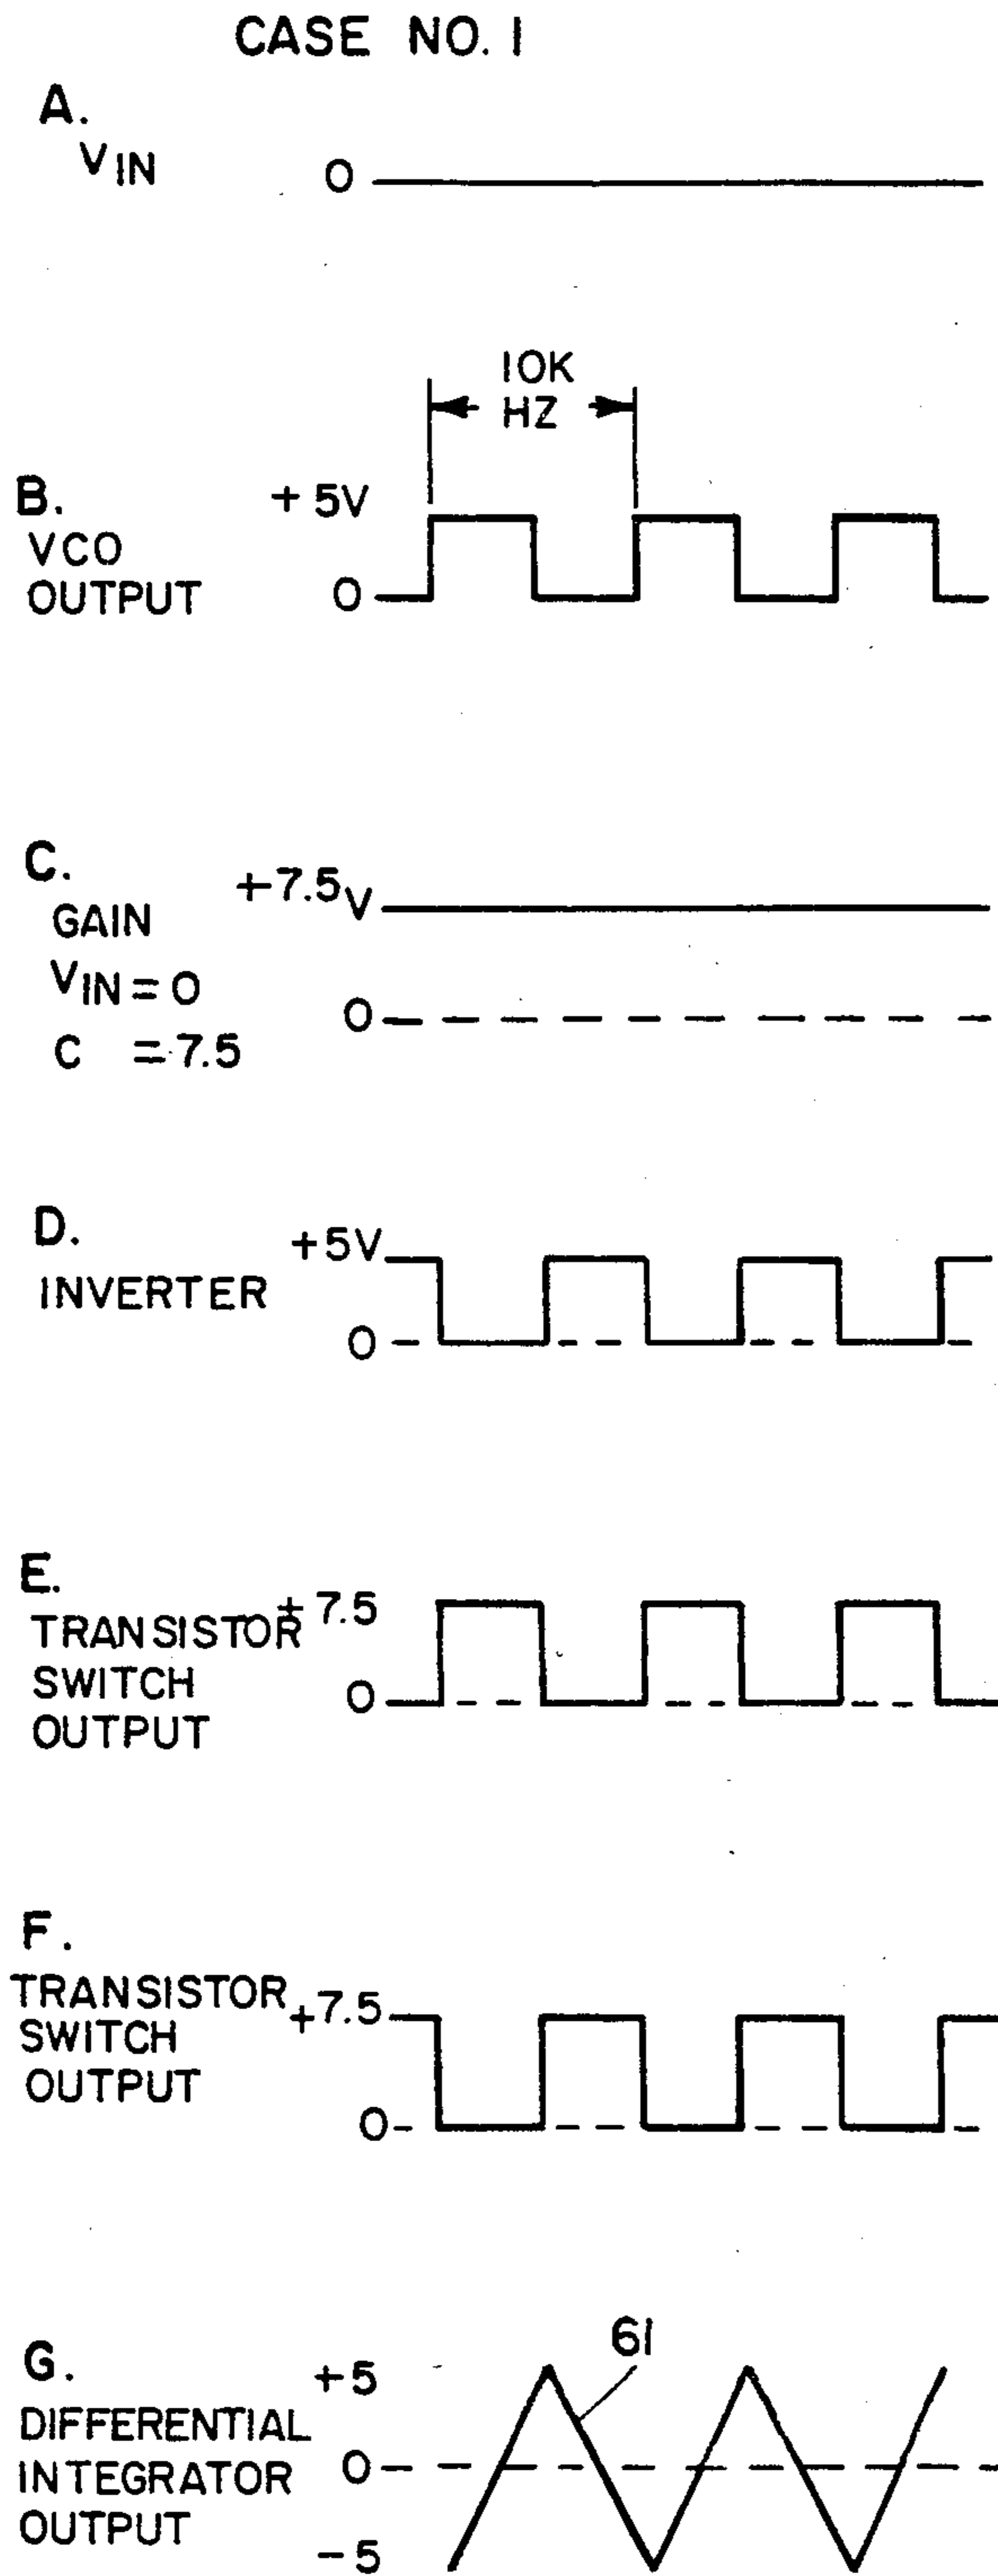 CASE NO. 1
A.
VIN
0
10K
HZ
B.
+5V
VCO
OUTPUT
0
C.
+7.5V
GAIN
VIN = 0
0
C = 7.5
D.
+5V
INVERTER
0
E.
+7.5
TRANSISTOR
SWITCH
0
OUTPUT
F.
TRANSISTOR
+7.5
SWITCH
OUTPUT
0
61
G.
+5
DIFFERENTIAL
INTEGRATOR
0
OUTPUT
-5